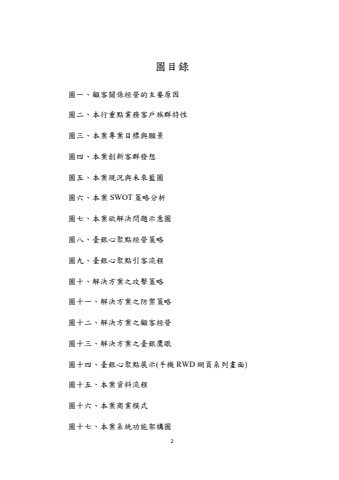 圖目錄
圖一、顧客關係經營的主要原因
圖二、本行重點業務客戶族群特性
圖三、本案專案目標與願景
圖四、本案創新客群發想
圖五、本案現況與未來藍圖
圖六、本案 SWOT 策略分析
圖七、本案欲解決問題示意圖
圖八、臺銀心聚點經營策略
圖九、臺銀心聚點引客流程
圖十、解決方案之攻擊策略
圖十一、解決方案之防禦策略
圖十二、解決方案之顧客經營
圖十三、解決方案之臺銀鷹眼
圖十四、臺銀心聚點展示(手機 RWD 網頁系列畫面)
圖十五、本案資料流程
圖十六、本案商業模式
圖十七、本案系統功能架構圖
2